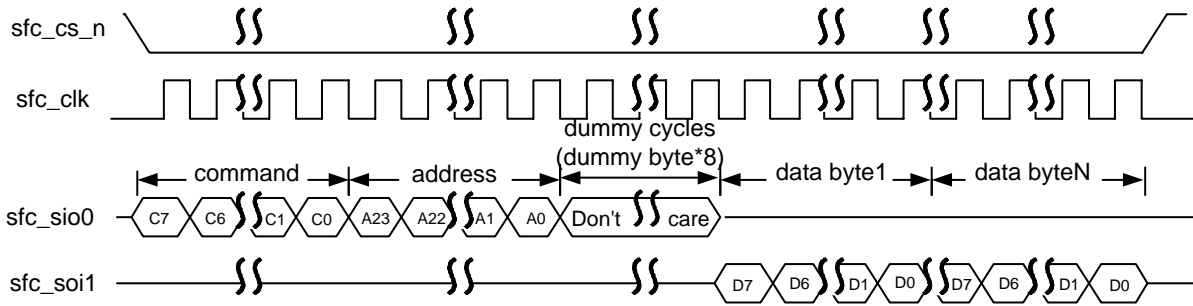 sfc_cs_n
sfc_clk
dummy cycles
(dummy byte*8)
command address data byte1 data byteN
sfc_sio0 C7 C6 C1 C0 A23 A22 A1 A0 Don't care
sfc_soi1 D7 D6 D1 D0 D7 D6 D1 D0